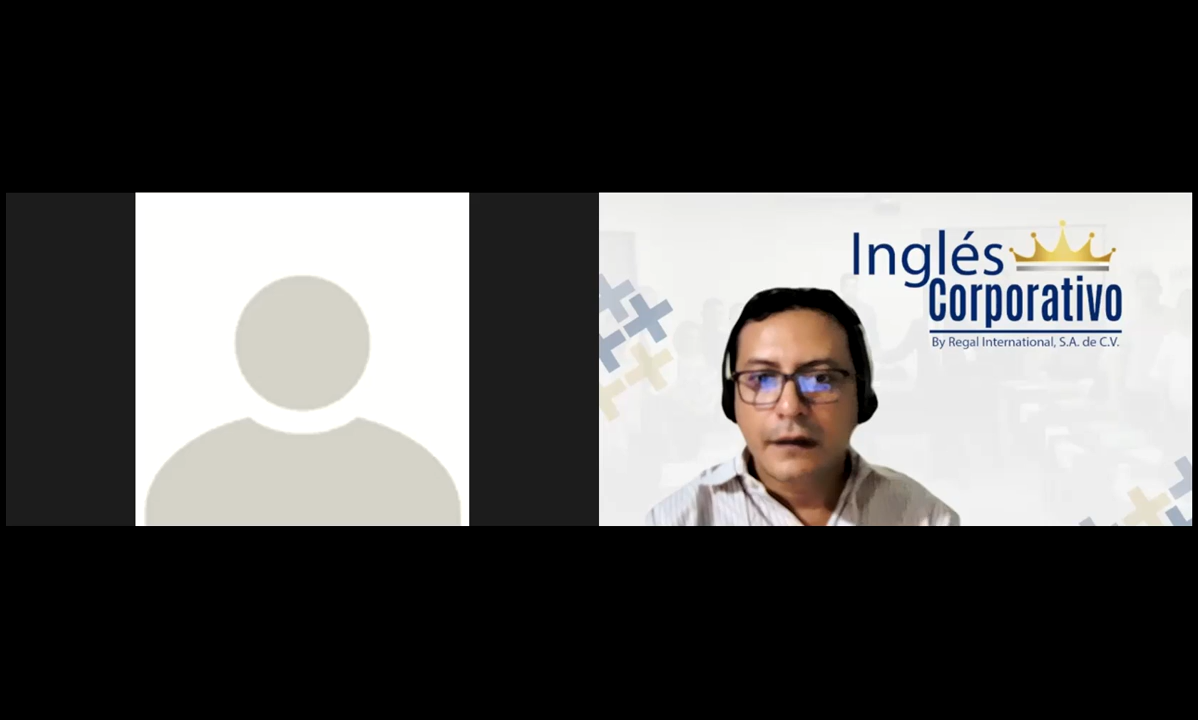 Inglés
Corporativo
By Regal International, S.A. de C.V.